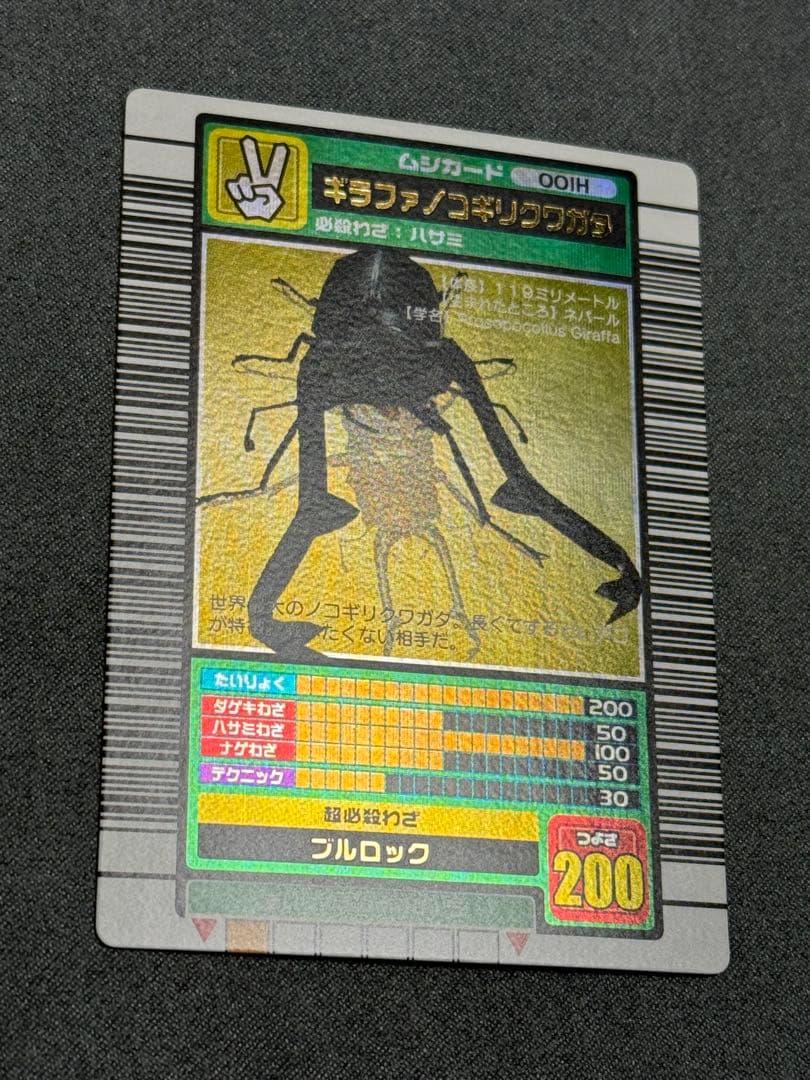 ムシカード 001H
ギラファノコギリクワガタ
必殺わざ：ハサミ
119ミリメートル
まれたところ】ネパール
【学名 Prosopocoilus Giraffa
世界 大のノコギリクワガタ。長くてする
が特 たくない相手だ。
たいりょく 200
ダゲキわざ 50
ハサミわざ 100
ナゲわざ 50
テクニック 30
超必殺わざ
ブルロック
つよさ
200